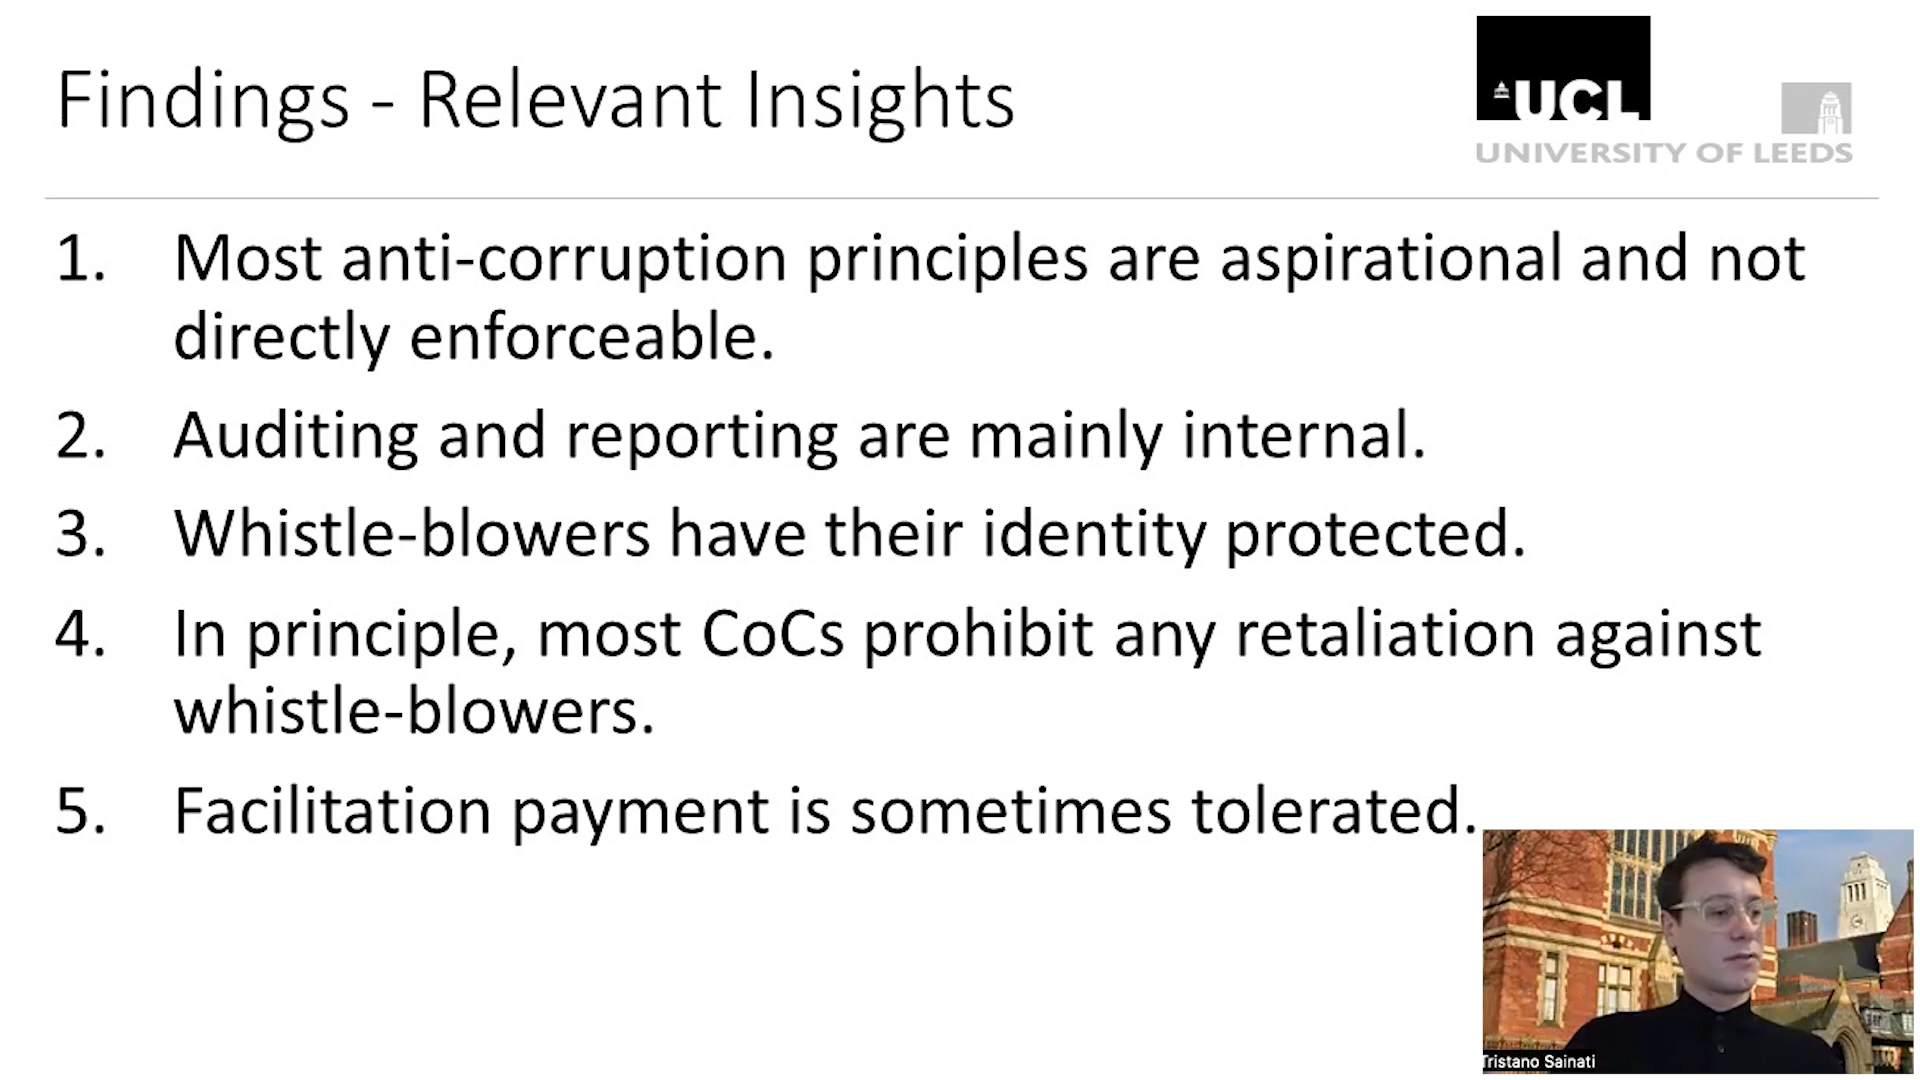 Findings - Relevant Insights
UCL
UNIVERSITY OF LEEDS
1. Most anti-corruption principles are aspirational and not
directly enforceable.
2. Auditing and reporting are mainly internal.
3. Whistle-blowers have their identity protected.
4. In principle, most CoCs prohibit any retaliation against
whistle-blowers.
5. Facilitation payment is sometimes tolerated.
Tristano Sainati